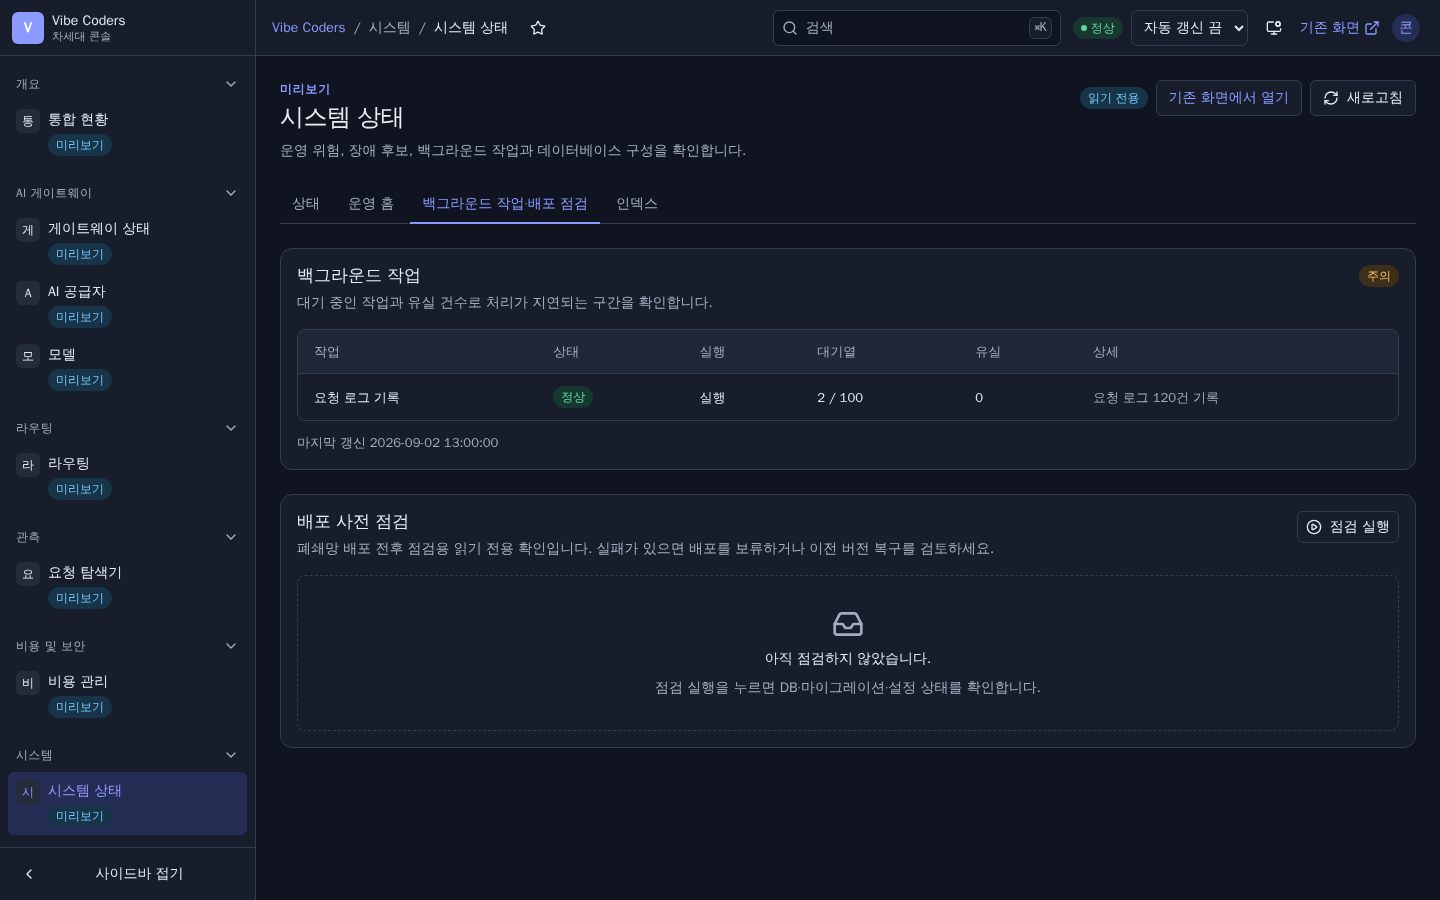 V
Vibe Coders
차세대 콘솔
Vibe Coders / 시스템 / 시스템 상태
검색
⌘K
정상
자동 갱신 끔
기존 화면
콘
개요
통
통합 현황
미리보기
AI 게이트웨이
게
게이트웨이 상태
미리보기
A
AI 공급자
미리보기
모
모델
미리보기
라우팅
라
라우팅
미리보기
관측
요
요청 탐색기
미리보기
비용 및 보안
비
비용 관리
미리보기
시스템
시
시스템 상태
미리보기
사이드바 접기
미리보기
시스템 상태
운영 위험, 장애 후보, 백그라운드 작업과 데이터베이스 구성을 확인합니다.
읽기 전용
기존 화면에서 열기
새로고침
상태
운영 홈
백그라운드 작업·배포 점검
인덱스
백그라운드 작업
주의
대기 중인 작업과 유실 건수로 처리가 지연되는 구간을 확인합니다.
작업 상태 실행 대기열 유실 상세
요청 로그 기록 정상 실행 2 / 100 0 요청 로그 120건 기록
마지막 갱신 2026-09-02 13:00:00
배포 사전 점검
점검 실행
폐쇄망 배포 전후 점검용 읽기 전용 확인입니다. 실패가 있으면 배포를 보류하거나 이전 버전 복구를 검토하세요.
아직 점검하지 않았습니다.
점검 실행을 누르면 DB·마이그레이션·설정 상태를 확인합니다.